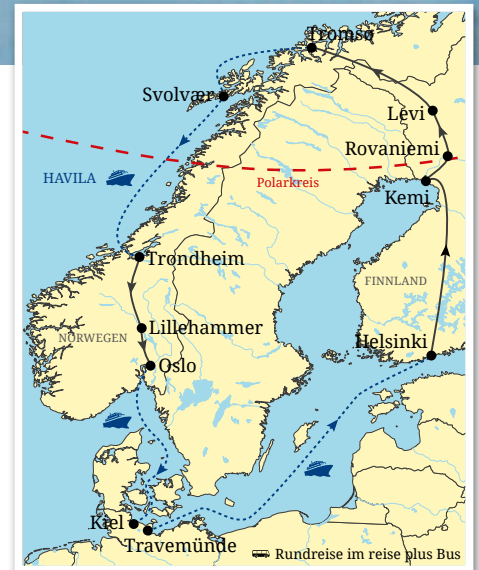 Tromsø
Svolvær
Levi
Rovaniemi
HAVILA
Polarkreis
Kemi
Trondheim
FINNLAND
Lillehammer
NORWEGEN
Helsinki
Oslo
Kiel
Travemünde
Rundreise im reise plus Bus